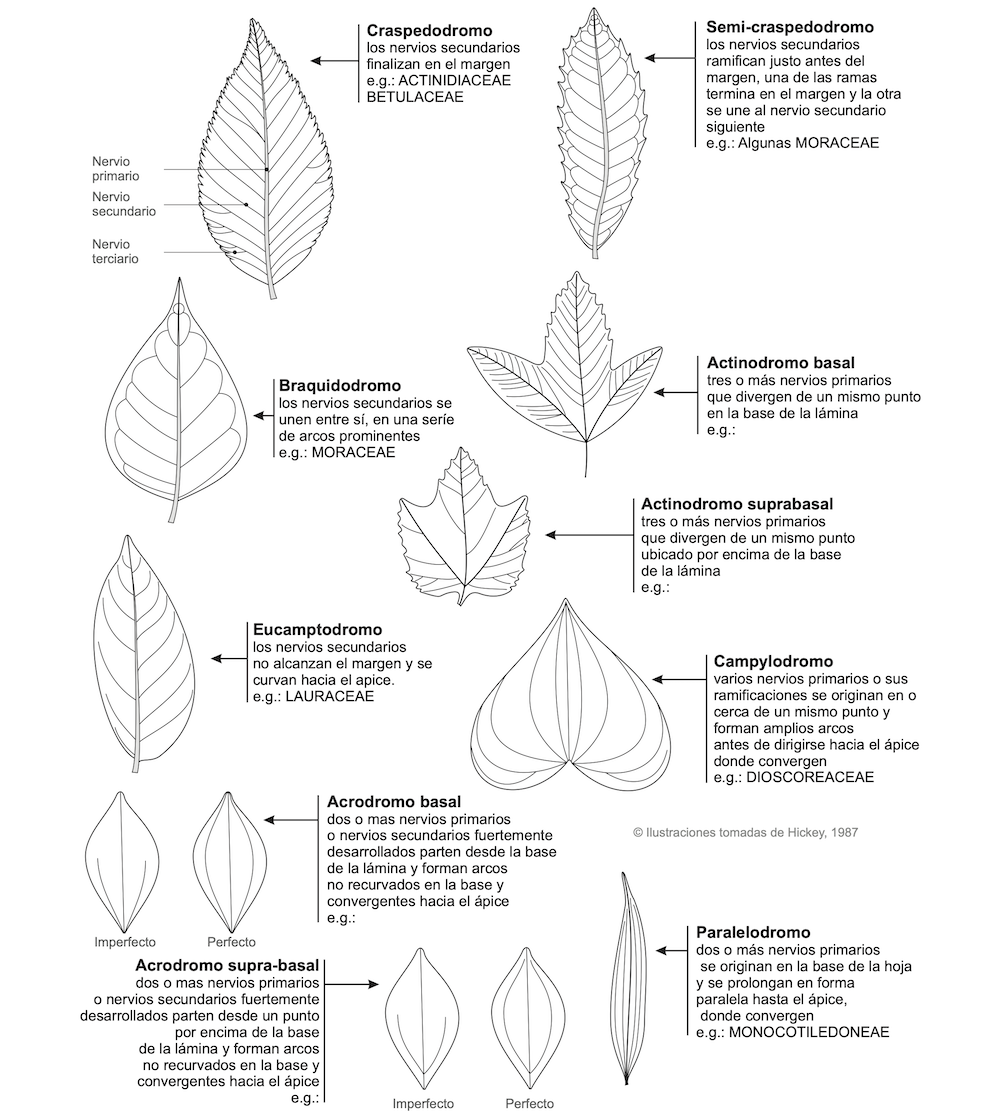 Craspedodromo
los nervios secundarios
finalizan en el margen
e.g.: ACTINIDIACEAE
BETULACEAE
Semi-craspedodromo
los nervios secundarios
ramifican justo antes del
margen, una de las ramas
termina en el margen y la otra
se une al nervio secundario
siguiente
e.g.: Algunas MORACEAE
Nervio
primario
Nervio
secundario
Nervio
terciario
Braquidodromo
los nervios secundarios se
unen entre sí, en una seríe
de arcos prominentes
e.g.: MORACEAE
Actinodromo basal
tres o más nervios primarios
que divergen de un mismo punto
en la base de la lámina
e.g.:
Actinodromo suprabasal
tres o más nervios primarios
que divergen de un mismo punto
ubicado por encima de la base
de la lámina
e.g.:
Eucamptodromo
los nervios secundarios
no alcanzan el margen y se
curvan hacia el apice.
e.g.: LAURACEAE
Campylodromo
varios nervios primarios o sus
ramificaciones se originan en o
cerca de un mismo punto y
forman amplios arcos
antes de dirigirse hacia el ápice
donde convergen
e.g.: DIOSCOREACEAE
Acrodromo basal
dos o mas nervios primarios
o nervios secundarios fuertemente
desarrollados parten desde la base
de la lámina y forman arcos
no recurvados en la base y
convergentes hacia el ápice
e.g.:
Imperfecto
Perfecto
© Ilustraciones tomadas de Hickey, 1987
Acrodromo supra-basal
dos o mas nervios primarios
o nervios secundarios fuertemente
desarrollados parten desde un punto
por encima de la base
de la lámina y forman arcos
no recurvados en la base y
convergentes hacia el ápice
e.g.:
Imperfecto
Perfecto
Paralelodromo
dos o más nervios primarios
se originan en la base de la hoja
y se prolongan en forma
paralela hasta el ápice,
donde convergen
e.g.: MONOCOTILEDONEAE